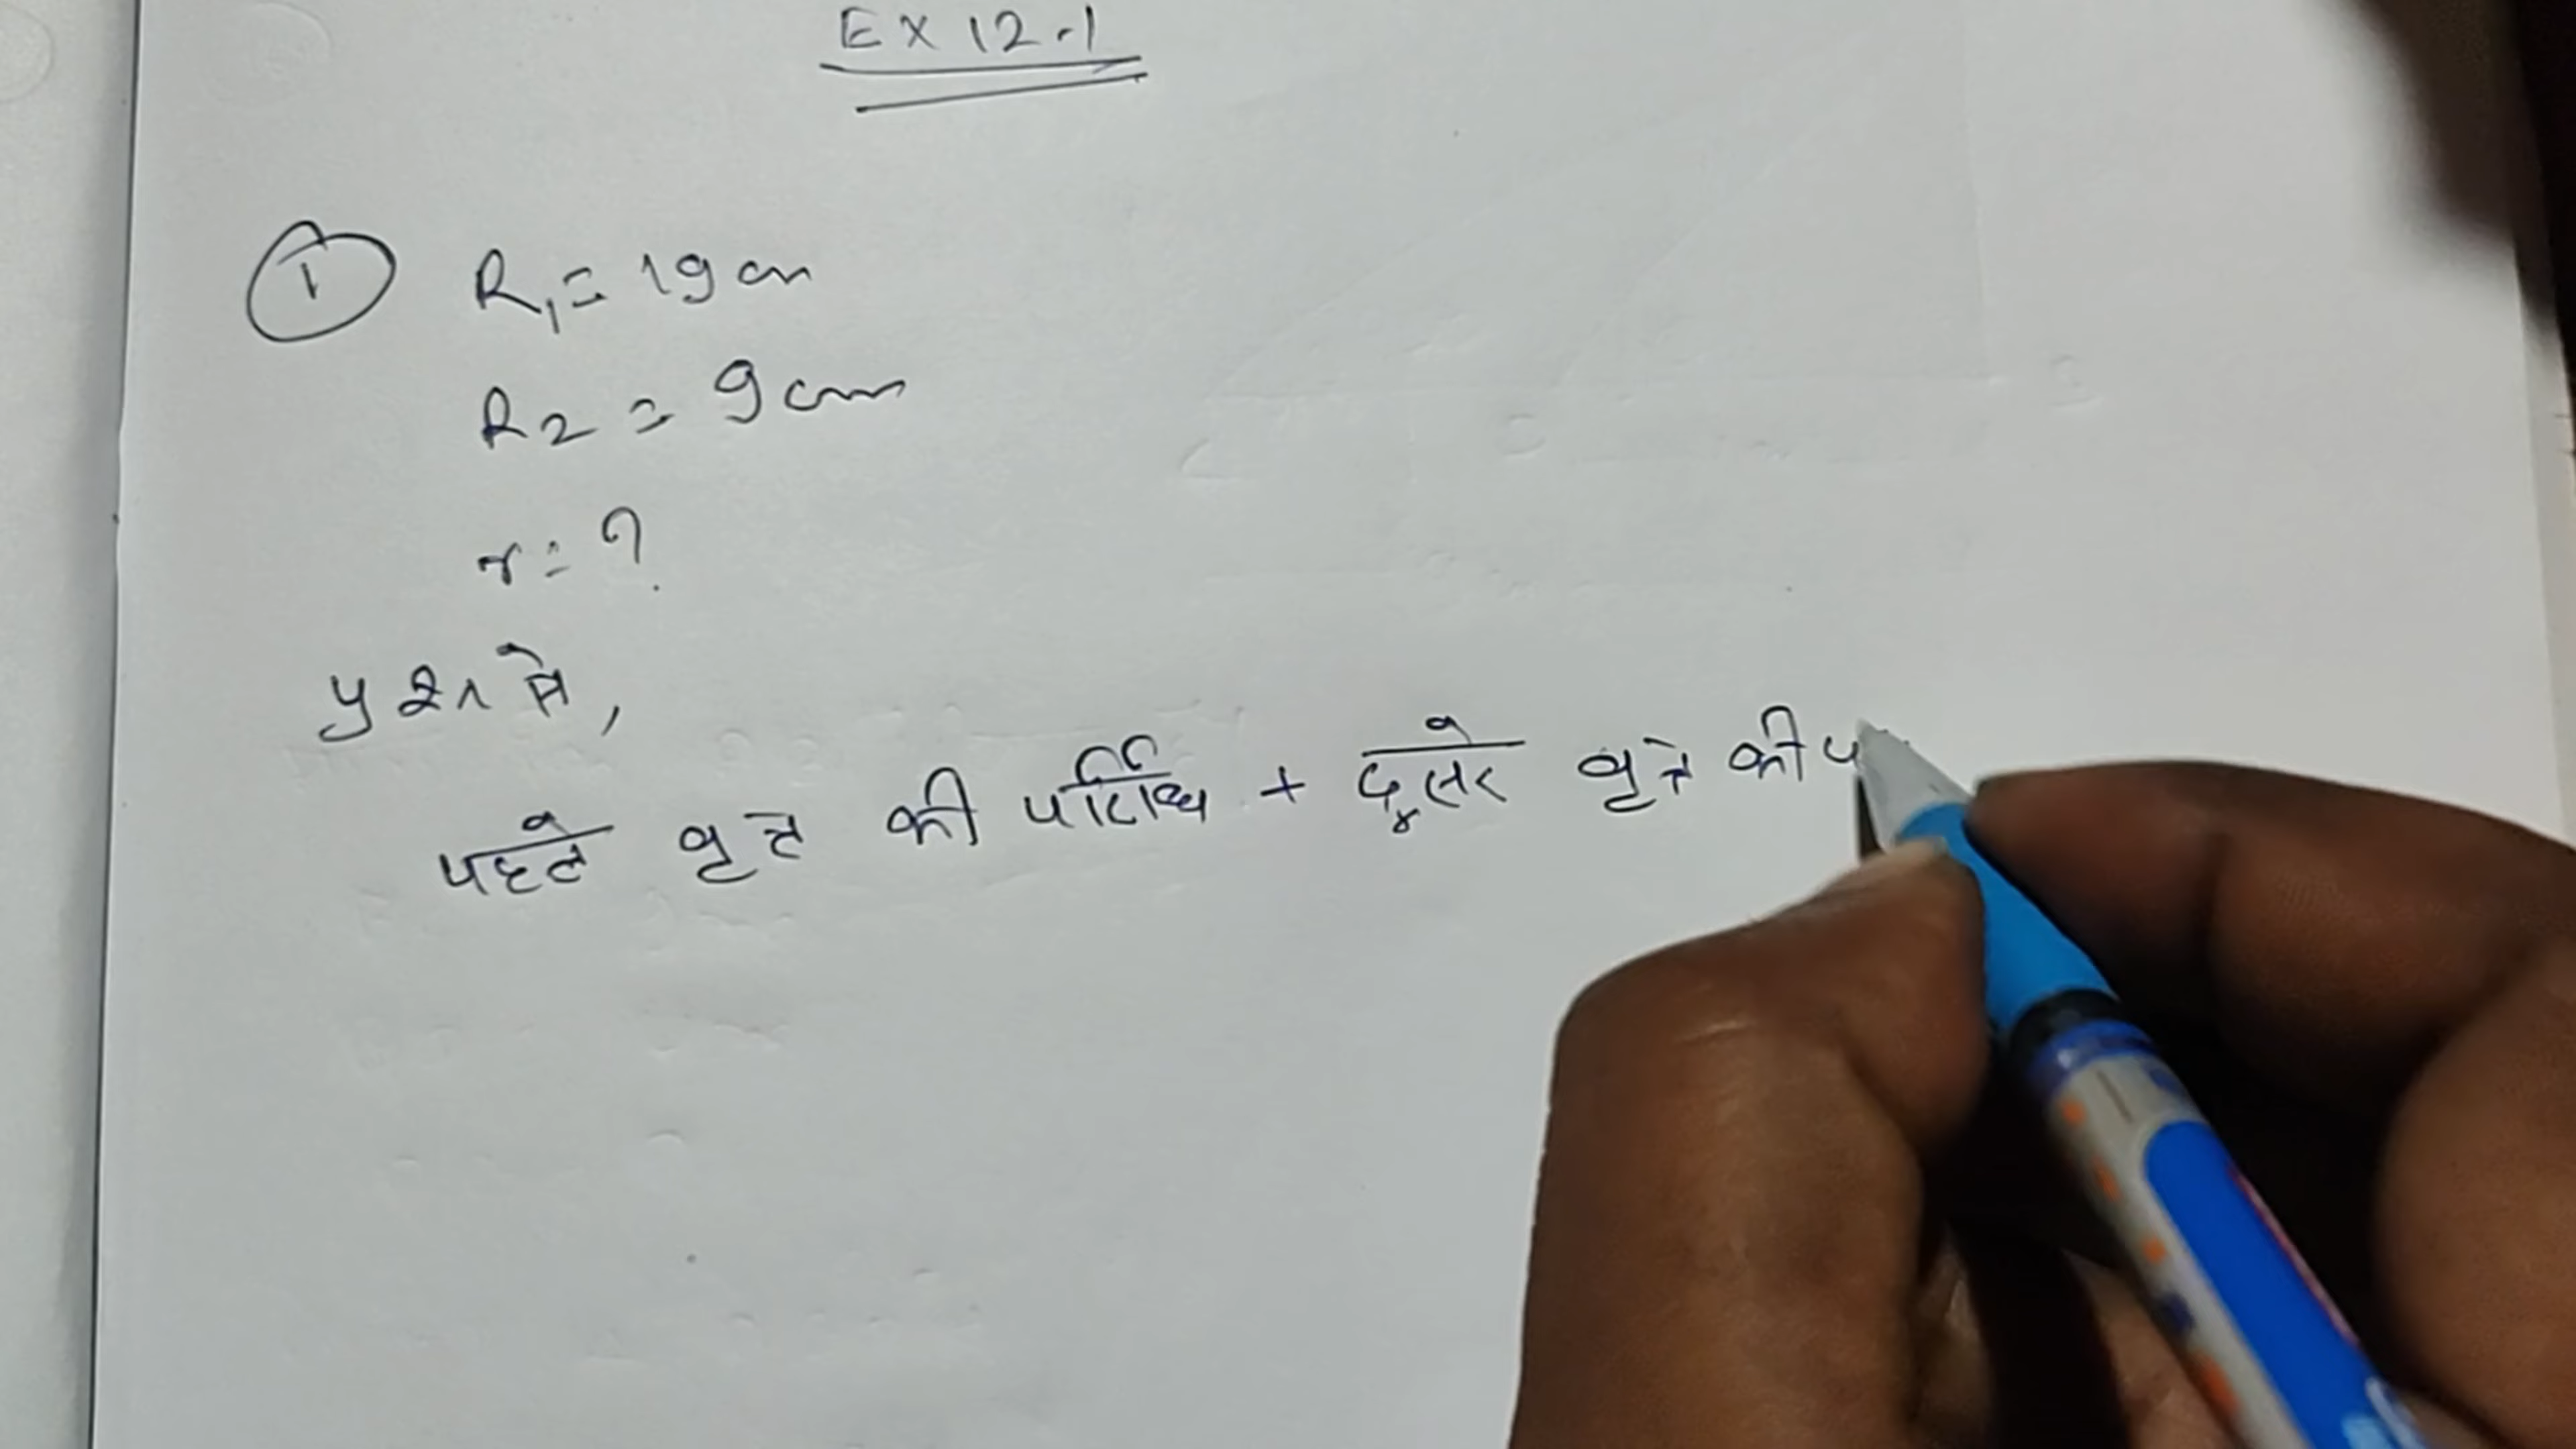 Ex 12.1
① R₁ = 19 cm
R2 = 9 cm
r = ?
प्रश्न से,
पहले वृत्त की परिधि + दूसरे वृत्त की प